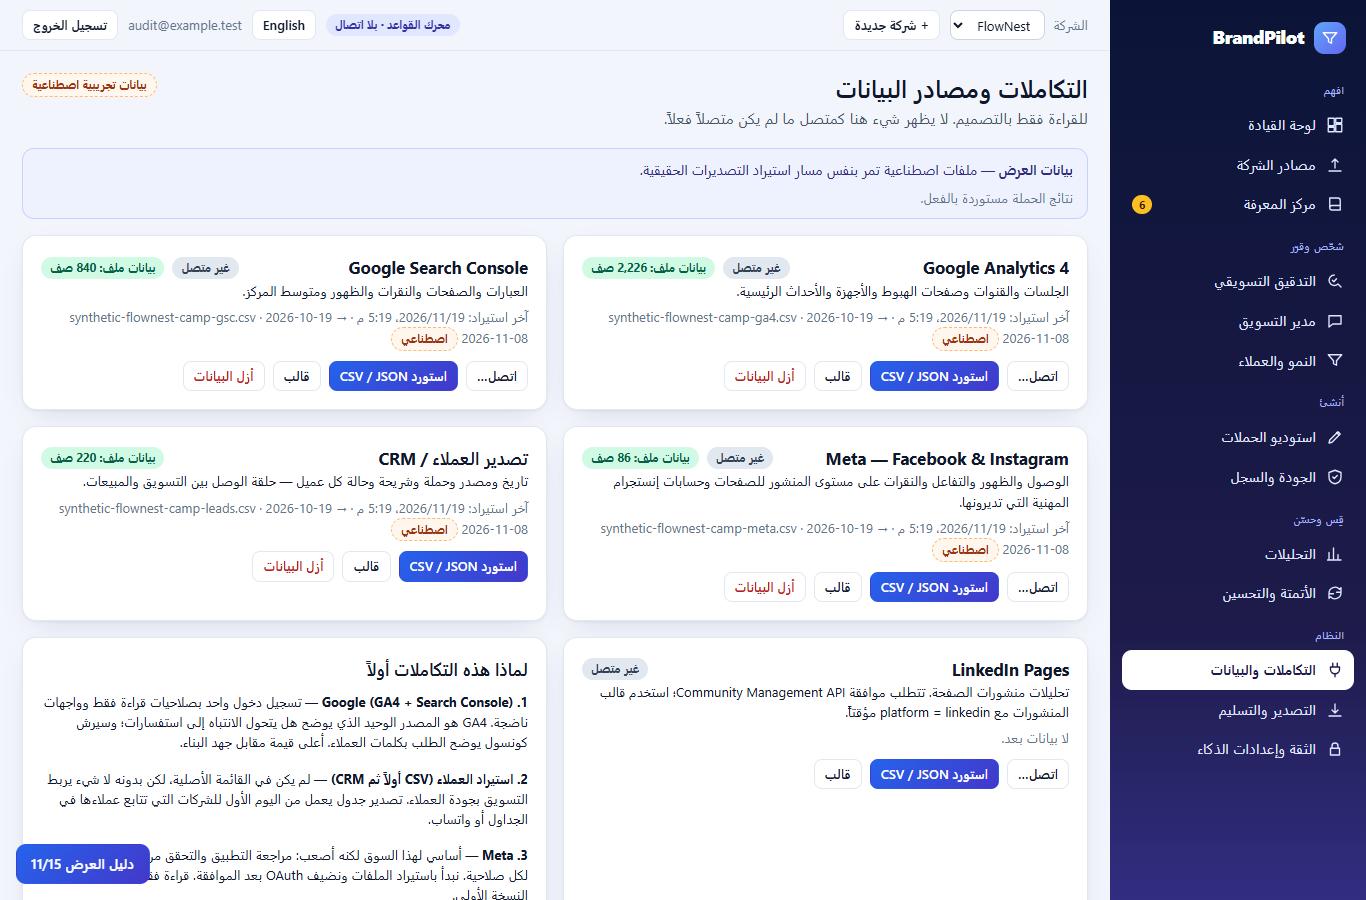 BrandPilot
افهم
لوحة القيادة
مصادر الشركة
مركز المعرفة
6
شخّص وقرّر
التدقيق التسويقي
مدير التسويق
النمو والعملاء
أنشئ
استوديو الحملات
الجودة والسجل
قِس وحسّن
التحليلات
الأتمتة والتحسين
النظام
التكاملات والبيانات
التصدير والتسليم
الثقة وإعدادات الذكاء
الشركة
FlowNest
+ شركة جديدة
محرك القواعد · بلا اتصال
English
audit@example.test
تسجيل الخروج
التكاملات ومصادر البيانات
بيانات تجريبية اصطناعية
للقراءة فقط بالتصميم. لا يظهر شيء هنا كمتصل ما لم يكن متصلاً فعلاً.
بيانات العرض — ملفات اصطناعية تمر بنفس مسار استيراد التصديرات الحقيقية.
نتائج الحملة مستوردة بالفعل.
Google Analytics 4
غير متصل
بيانات ملف: 2,226 صف
الجلسات والقنوات وصفحات الهبوط والأجهزة والأحداث الرئيسية.
آخر استيراد: 2026/11/19، 5:19 م · synthetic-flownest-camp-ga4.csv · 2026-10-19 →
2026-11-08 اصطناعي
اتصل…
استورد CSV / JSON
قالب
أزل البيانات
Google Search Console
غير متصل
بيانات ملف: 840 صف
العبارات والصفحات والنقرات والظهور ومتوسط المركز.
آخر استيراد: 2026/11/19، 5:19 م · synthetic-flownest-camp-gsc.csv · 2026-10-19 →
2026-11-08 اصطناعي
اتصل…
استورد CSV / JSON
قالب
أزل البيانات
Meta — Facebook & Instagram
غير متصل
بيانات ملف: 86 صف
الوصول والظهور والتفاعل والنقرات على مستوى المنشور للصفحات وحسابات إنستجرام
المهنية التي تديرونها.
آخر استيراد: 2026/11/19، 5:19 م · synthetic-flownest-camp-meta.csv · 2026-10-19 →
2026-11-08 اصطناعي
اتصل…
استورد CSV / JSON
قالب
أزل البيانات
تصدير العملاء / CRM
بيانات ملف: 220 صف
تاريخ ومصدر وحملة وشريحة وحالة كل عميل — حلقة الوصل بين التسويق والمبيعات.
آخر استيراد: 2026/11/19، 5:19 م · synthetic-flownest-camp-leads.csv · 2026-10-19 →
2026-11-08 اصطناعي
استورد CSV / JSON
قالب
أزل البيانات
LinkedIn Pages
غير متصل
تحليلات منشورات الصفحة. تتطلب موافقة Community Management API؛ استخدم قالب
المنشورات مع platform = linkedin مؤقتاً.
لا بيانات بعد.
اتصل…
استورد CSV / JSON
قالب
لماذا هذه التكاملات أولاً
1. Google (GA4 + Search Console) — تسجيل دخول واحد بصلاحيات قراءة فقط وواجهات
ناضجة. GA4 هو المصدر الوحيد الذي يوضح هل يتحول الانتباه إلى استفسارات؛ وسيرش
كونسول يوضح الطلب بكلمات العملاء. أعلى قيمة مقابل جهد البناء.
2. استيراد العملاء (CSV أولاً ثم CRM) — لم يكن في القائمة الأصلية، لكن بدونه لا شيء يربط
التسويق بجودة العملاء. تصدير جدول يعمل من اليوم الأول للشركات التي تتابع عملاءها في
الجداول أو واتساب.
3. Meta — أساسي لهذا السوق لكنه أصعب: مراجعة التطبيق والتحقق
لكل صلاحية. نبدأ باستيراد الملفات ونضيف OAuth بعد الموافقة. قراءة
النسخة الأولى.
دليل العرض 11/15